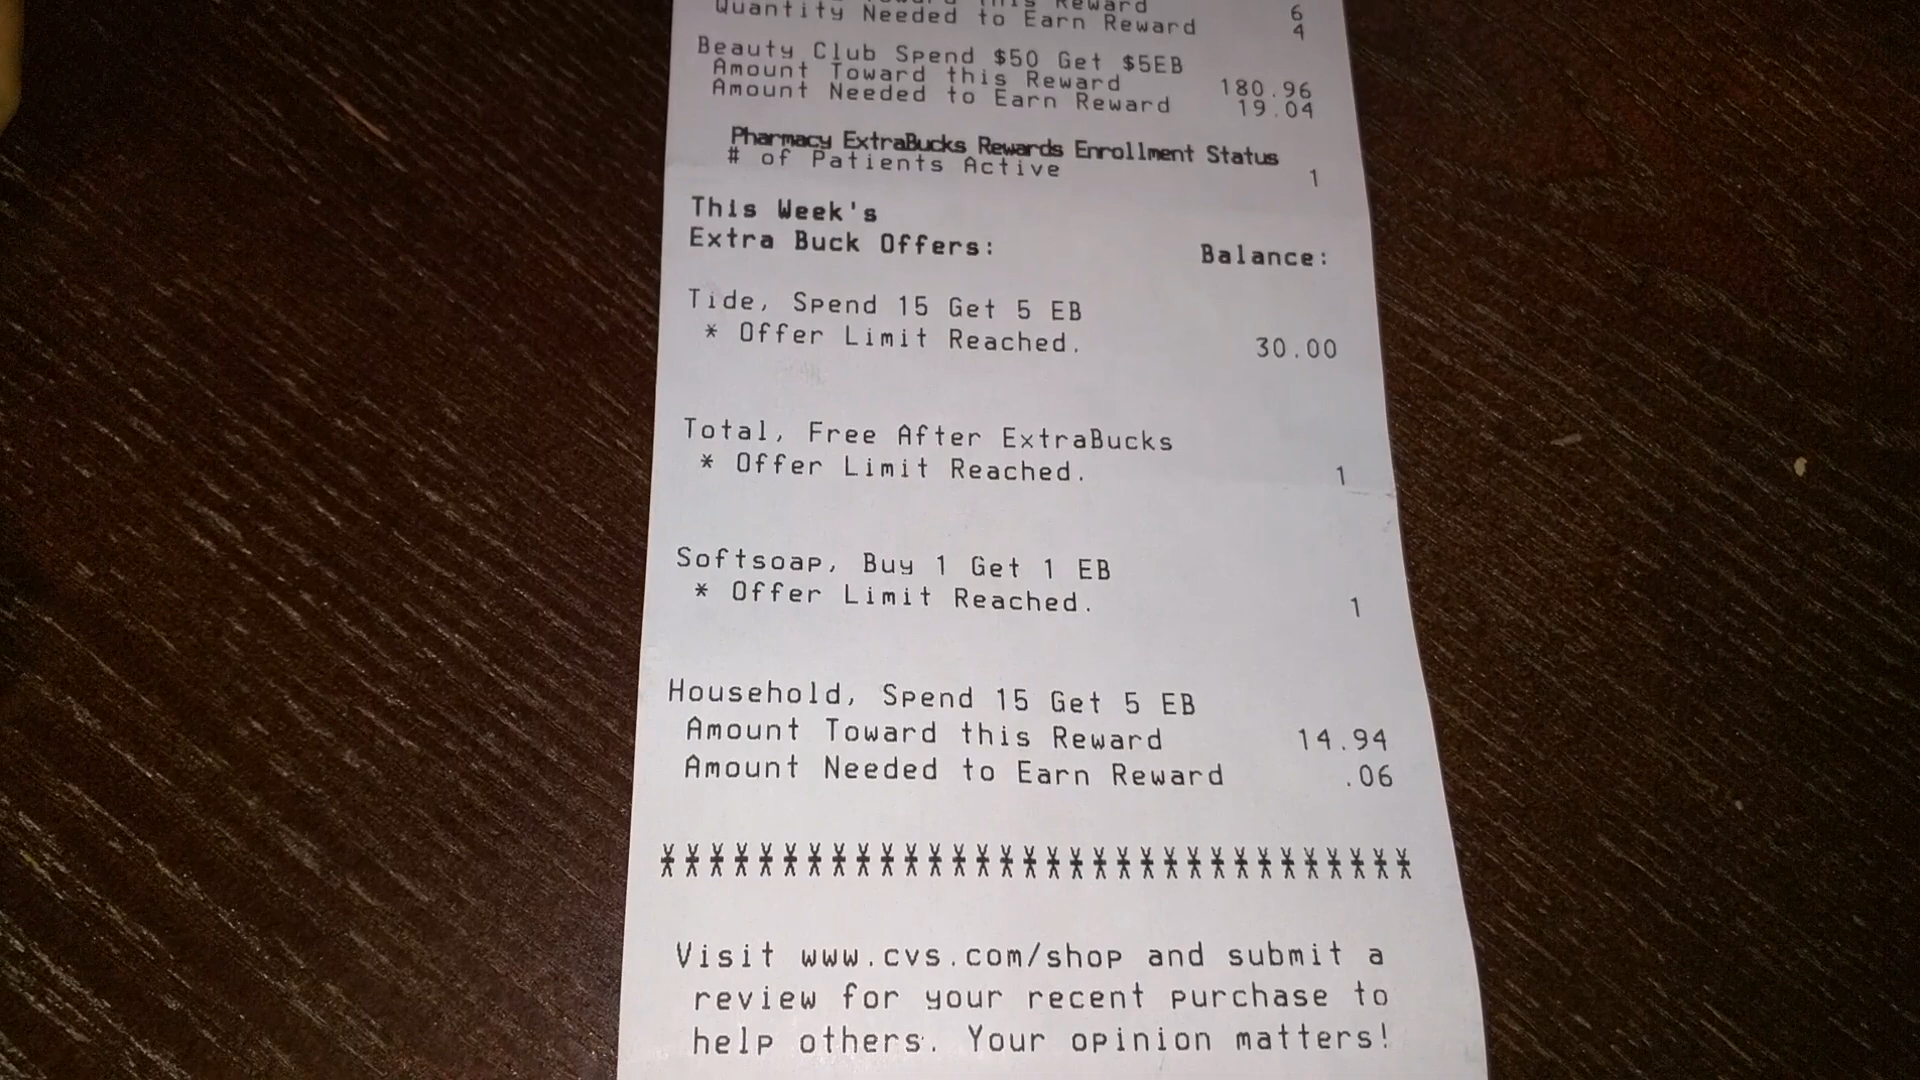 this Reward 6
Quantity Needed to Earn Reward 4
Beauty Club Spend $50 Get $5EB
Amount Toward this Reward 180.96
Amount Needed to Earn Reward 19.04
Pharmacy ExtraBucks Rewards Enrollment Status
# of Patients Active 1
This Week's
Extra Buck Offers: Balance:
Tide, Spend 15 Get 5 EB
* Offer Limit Reached. 30.00
Total, Free After ExtraBucks
* Offer Limit Reached. 1
Softsoap, Buy 1 Get 1 EB
* Offer Limit Reached. 1
Household, Spend 15 Get 5 EB
Amount Toward this Reward 14.94
Amount Needed to Earn Reward .06
********************************
Visit www.cvs.com/shop and submit a
review for your recent purchase to
help others. Your opinion matters!